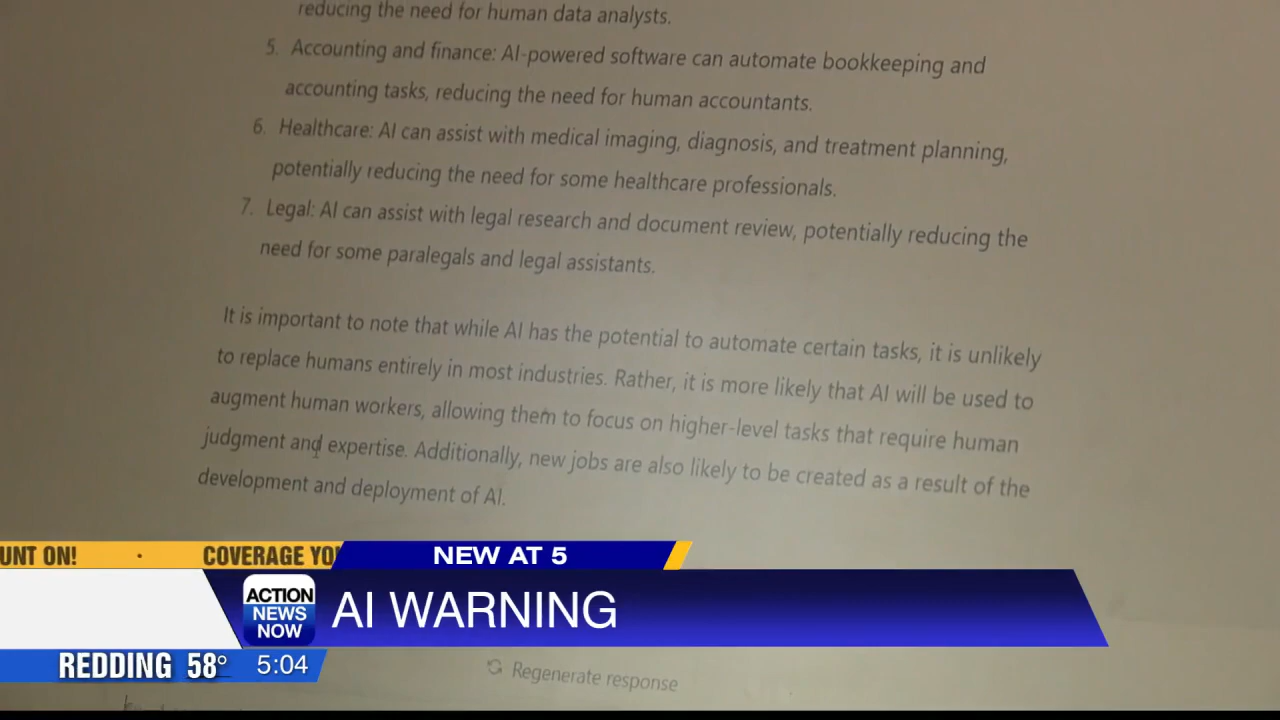 reducing the need for human data analysts.
5. Accounting and finance: AI-powered software can automate bookkeeping and
accounting tasks, reducing the need for human accountants.
6. Healthcare: AI can assist with medical imaging, diagnosis, and treatment planning,
potentially reducing the need for some healthcare professionals.
7. Legal: AI can assist with legal research and document review, potentially reducing the
need for some paralegals and legal assistants.
It is important to note that while AI has the potential to automate certain tasks, it is unlikely
to replace humans entirely in most industries. Rather, it is more likely that AI will be used to
augment human workers, allowing them to focus on higher-level tasks that require human
judgment and expertise. Additionally, new jobs are also likely to be created as a result of the
development and deployment of AI.
UNT ON! · COVERAGE YO
NEW AT 5
ACTION
NEWS
NOW
AI WARNING
REDDING 58° 5:04
Regenerate response